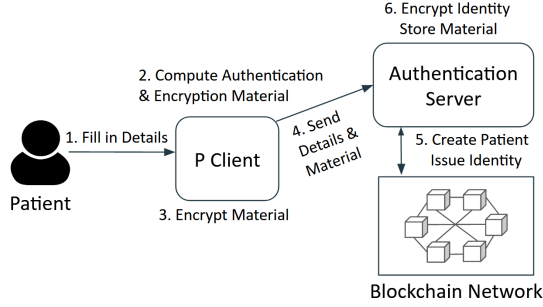 6. Encrypt Identity
Store Material
2. Compute Authentication
& Encryption Material
Authentication
Server
1. Fill in Details
P Client
4. Send
Details &
Material
5. Create Patient
Issue Identity
Patient
3. Encrypt Material
Blockchain Network